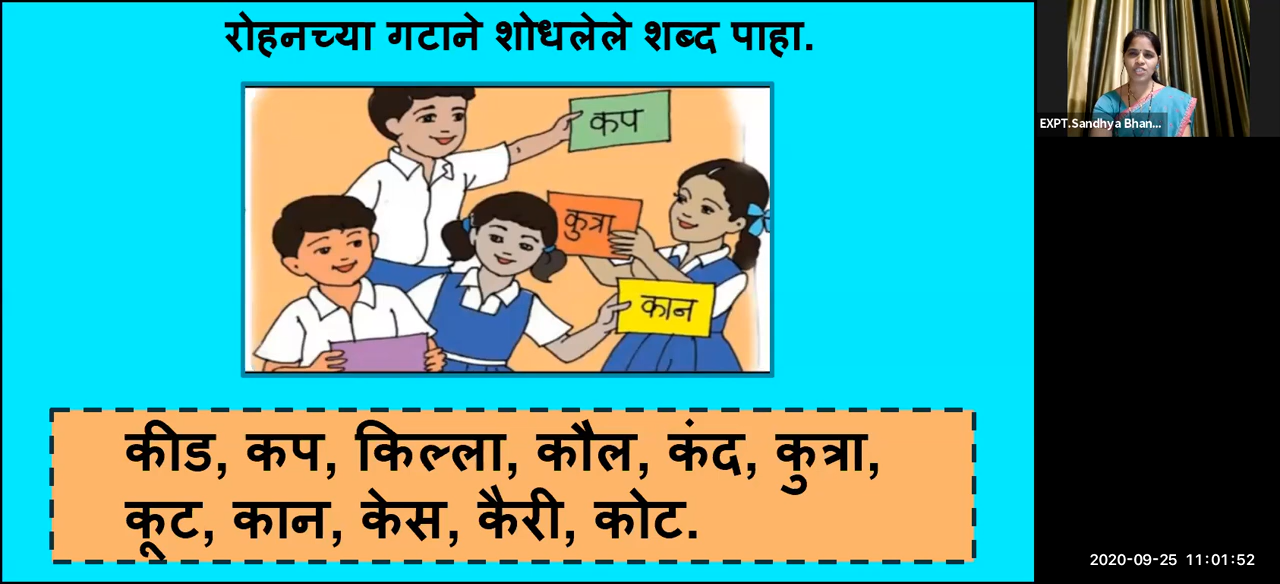 रोहनच्या गटाने शोधलेले शब्द पाहा.
कप
कुत्रा
कान
कीड, कप, किल्ला, कौल, कंद, कुत्रा,
कूट, कान, केस, कैरी, कोट.
EXPT.Sandhya Bhan...
2020-09-25 11:01:52